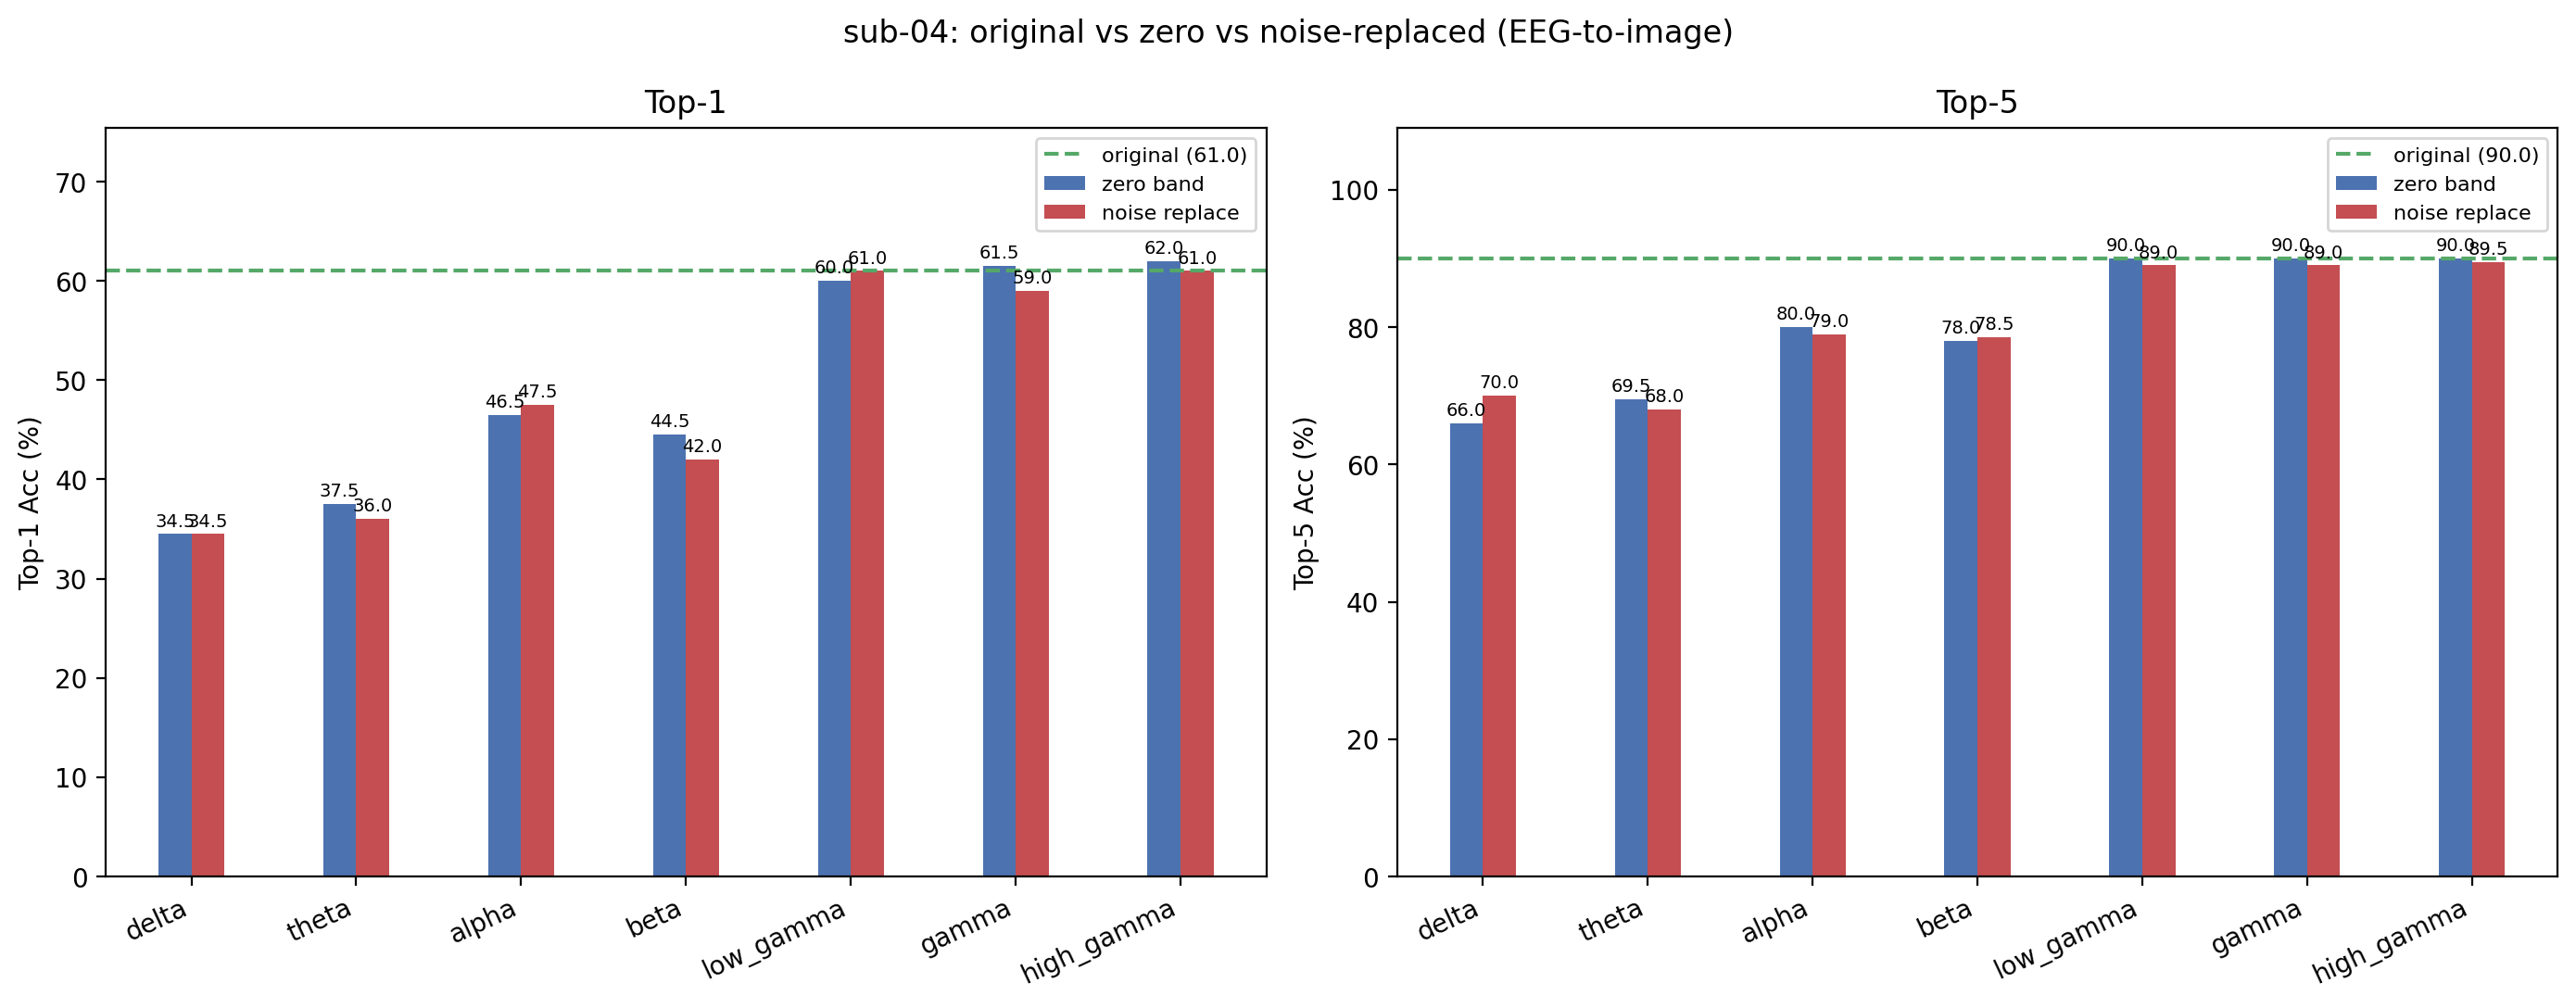 sub-04: original vs zero vs noise-replaced (EEG-to-image)
Top-1
Top-1 Acc (%)
70
60
50
40
30
20
10
0
original (61.0)
zero band
noise replace
34.5 34.5
37.5 36.0
46.5 47.5
44.5 42.0
60.0 61.0
61.5 59.0
62.0 61.0
delta theta alpha beta low_gamma gamma high_gamma
Top-5
Top-5 Acc (%)
100
80
60
40
20
0
original (90.0)
zero band
noise replace
66.0 70.0
69.5 68.0
80.0 79.0
78.0 78.5
90.0 89.0
90.0 89.0
90.0 89.5
delta theta alpha beta low_gamma gamma high_gamma